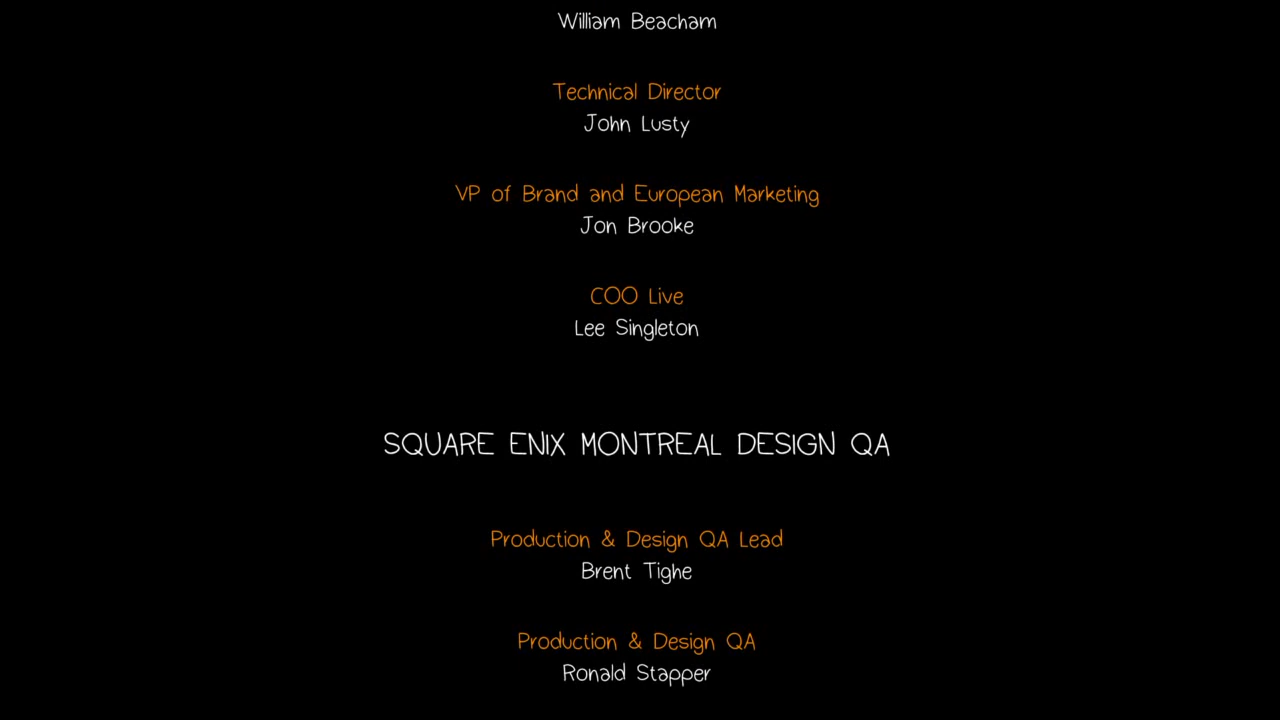 William Beacham
Technical Director
John Lusty
VP of Brand and European Marketing
Jon Brooke
COO Live
Lee Singleton
SQUARE ENIX MONTREAL DESIGN QA
Production & Design QA Lead
Brent Tighe
Production & Design QA
Ronald Stapper